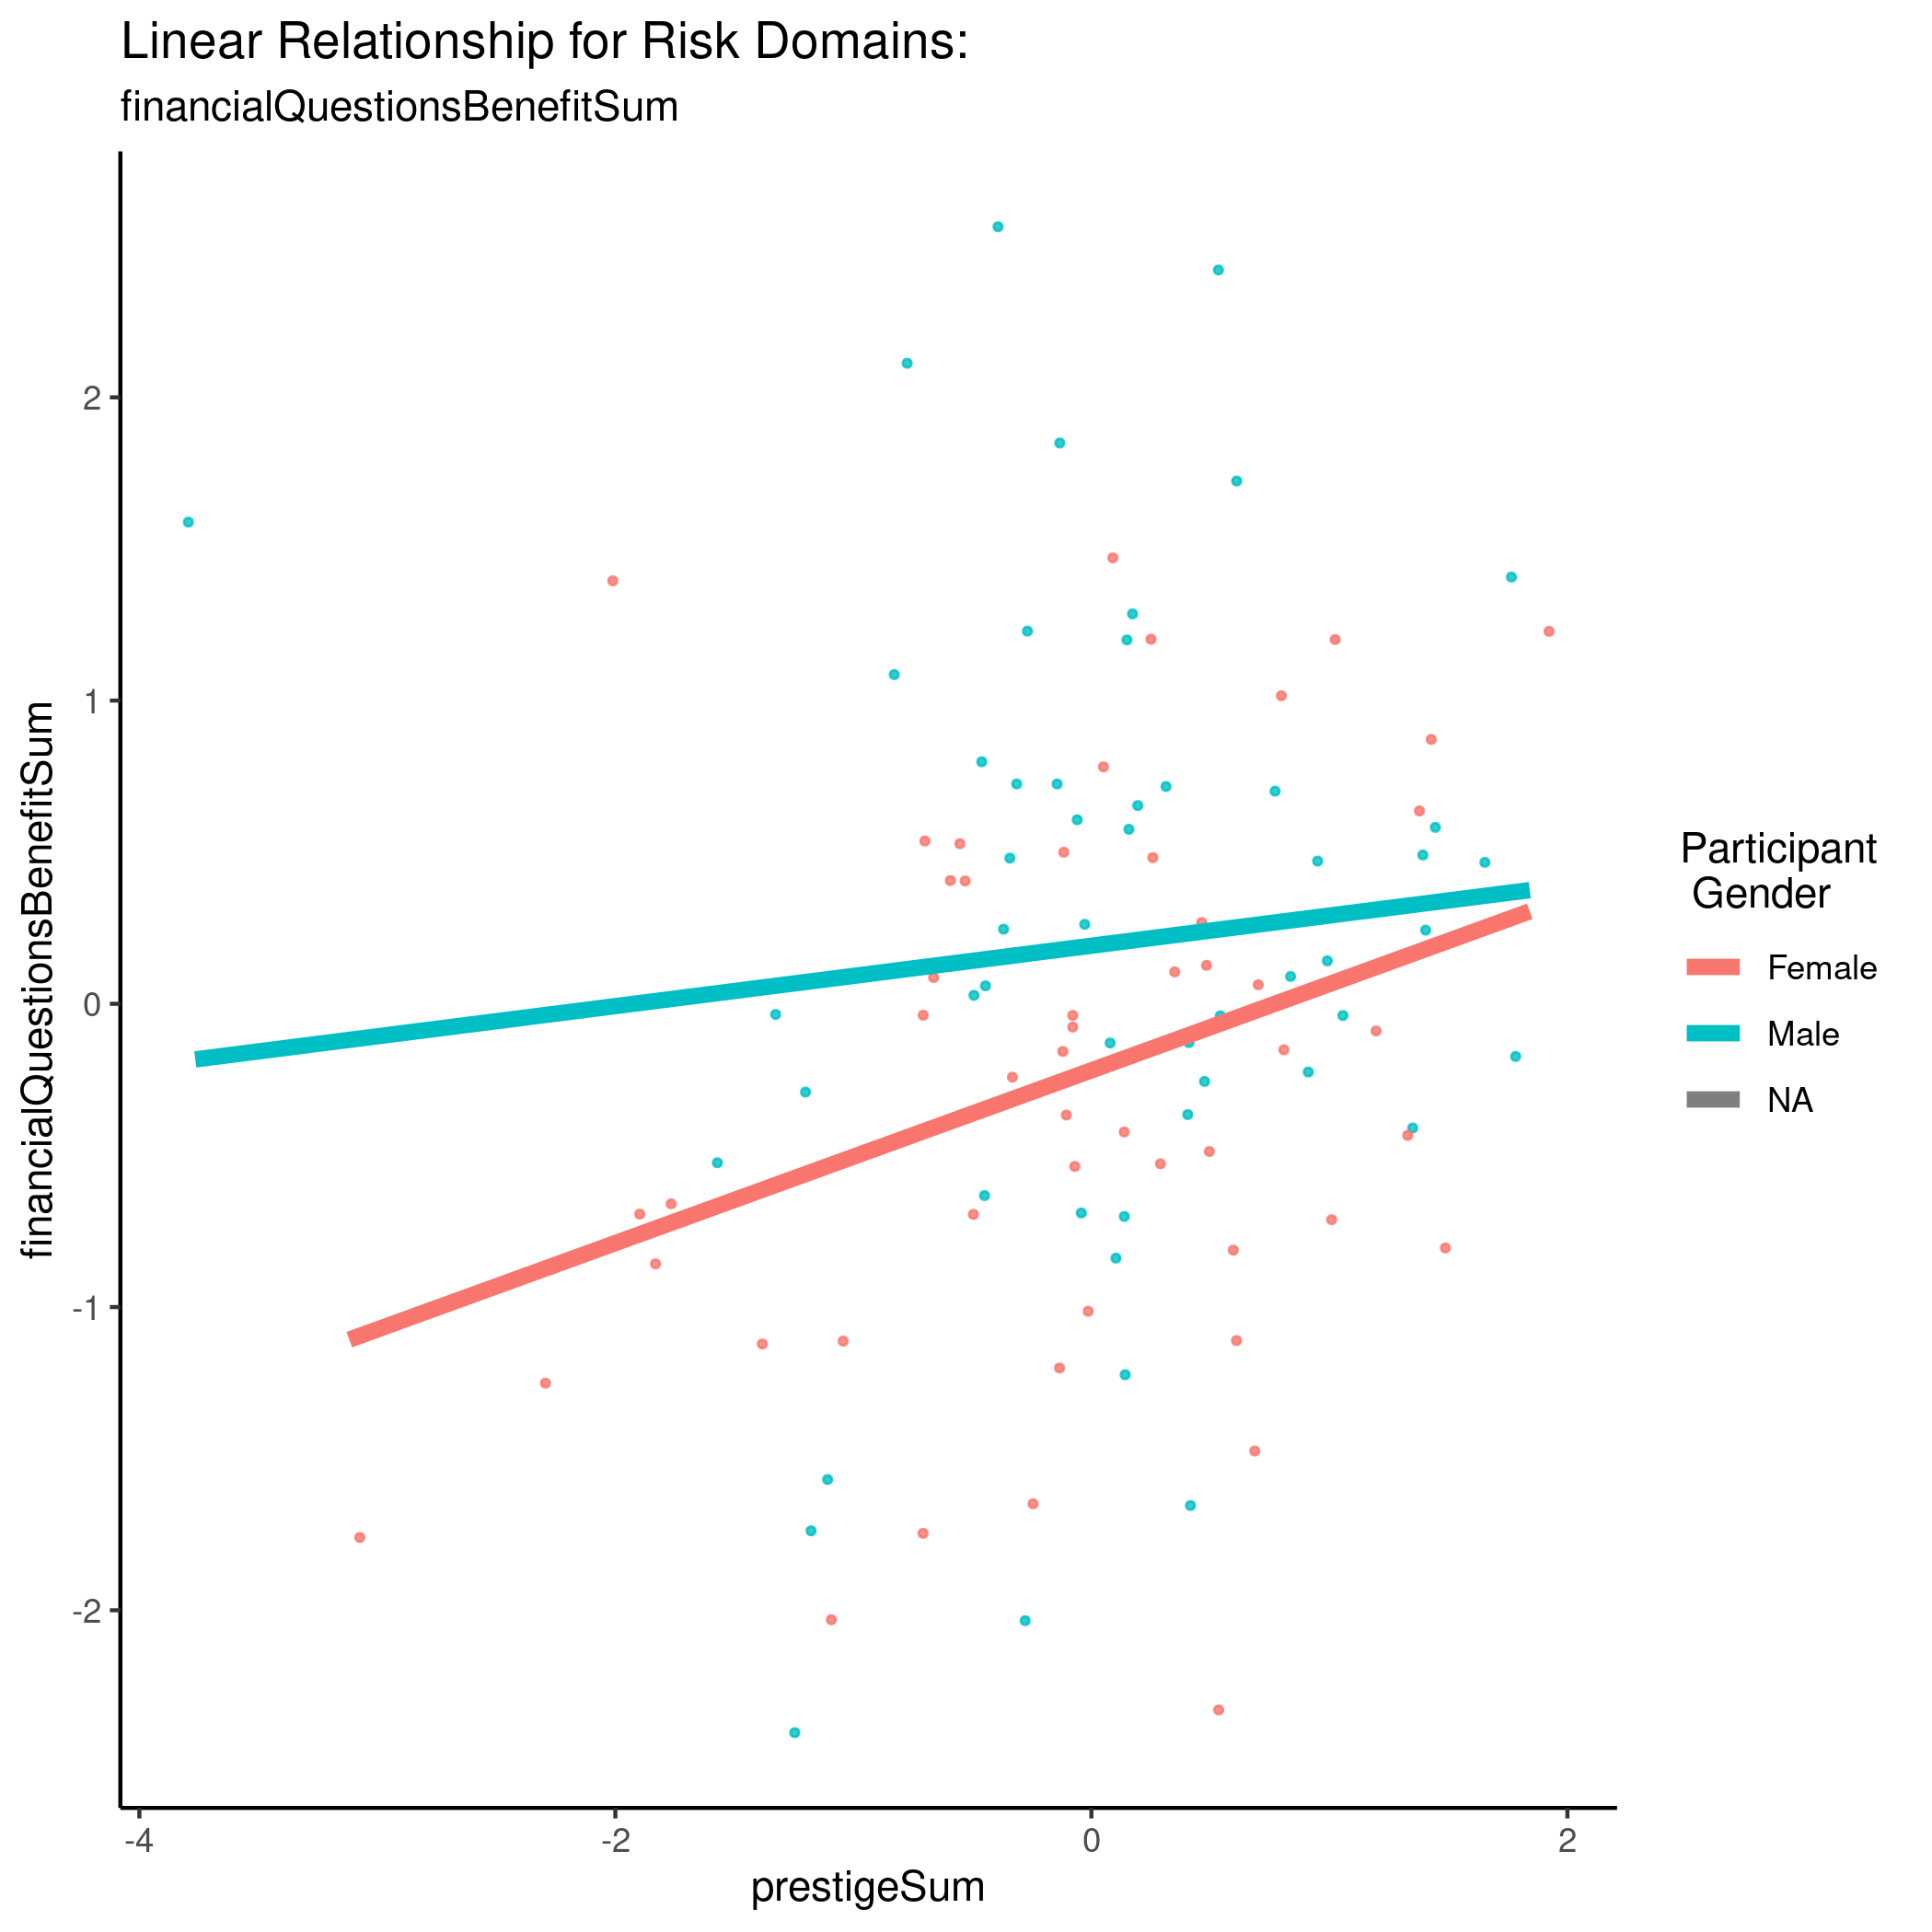 Linear Relationship for Risk Domains:
financialQuestionsBenefitSum
financialQuestionsBenefitSum
2
1
0
-1
-2
-4
-2
0
2
prestigeSum
Participant
Gender
Female
Male
NA